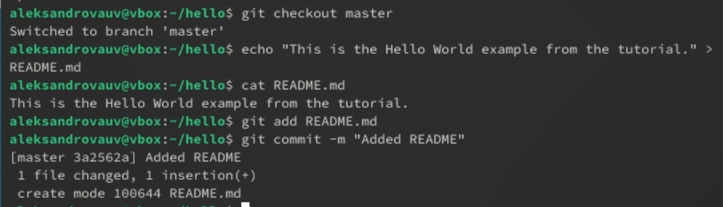 aleksandrovauv@vbox:~/hello$ git checkout master
Switched to branch 'master'
aleksandrovauv@vbox:~/hello$ echo "This is the Hello World example from the tutorial." >
README.md
aleksandrovauv@vbox:~/hello$ cat README.md
This is the Hello World example from the tutorial.
aleksandrovauv@vbox:~/hello$ git add README.md
aleksandrovauv@vbox:~/hello$ git commit -m "Added README"
[master 3a2562a] Added README
 1 file changed, 1 insertion(+)
 create mode 100644 README.md